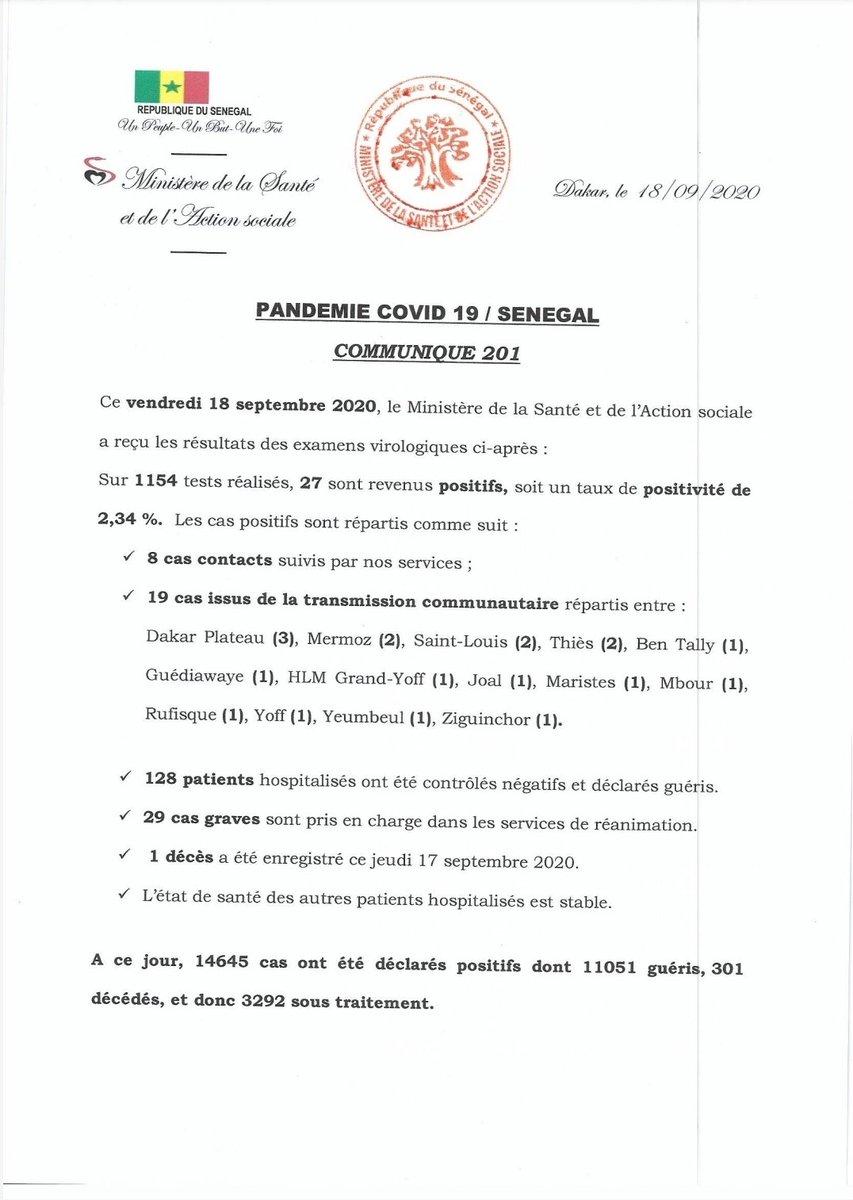 REPUBLIQUE DU SENEGAL
Un Peuple-Un But-Une Foi
Ministère de la Santé
et de l'Action sociale
★ République du Sénégal ★
MINISTÈRE DE LA SANTÉ ET DE L'ACTION SOCIALE
Dakar, le 18/09/2020
PANDEMIE COVID 19 / SENEGAL
COMMUNIQUE 201
Ce vendredi 18 septembre 2020, le Ministère de la Santé et de l'Action sociale
a reçu les résultats des examens virologiques ci-après :
Sur 1154 tests réalisés, 27 sont revenus positifs, soit un taux de positivité de
2,34 %. Les cas positifs sont répartis comme suit :
✓ 8 cas contacts suivis par nos services ;
✓ 19 cas issus de la transmission communautaire répartis entre :
Dakar Plateau (3), Mermoz (2), Saint-Louis (2), Thiès (2), Ben Tally (1),
Guédiawaye (1), HLM Grand-Yoff (1), Joal (1), Maristes (1), Mbour (1),
Rufisque (1), Yoff (1), Yeumbeul (1), Ziguinchor (1).
✓ 128 patients hospitalisés ont été contrôlés négatifs et déclarés guéris.
✓ 29 cas graves sont pris en charge dans les services de réanimation.
✓ 1 décès a été enregistré ce jeudi 17 septembre 2020.
✓ L'état de santé des autres patients hospitalisés est stable.
A ce jour, 14645 cas ont été déclarés positifs dont 11051 guéris, 301
décédés, et donc 3292 sous traitement.